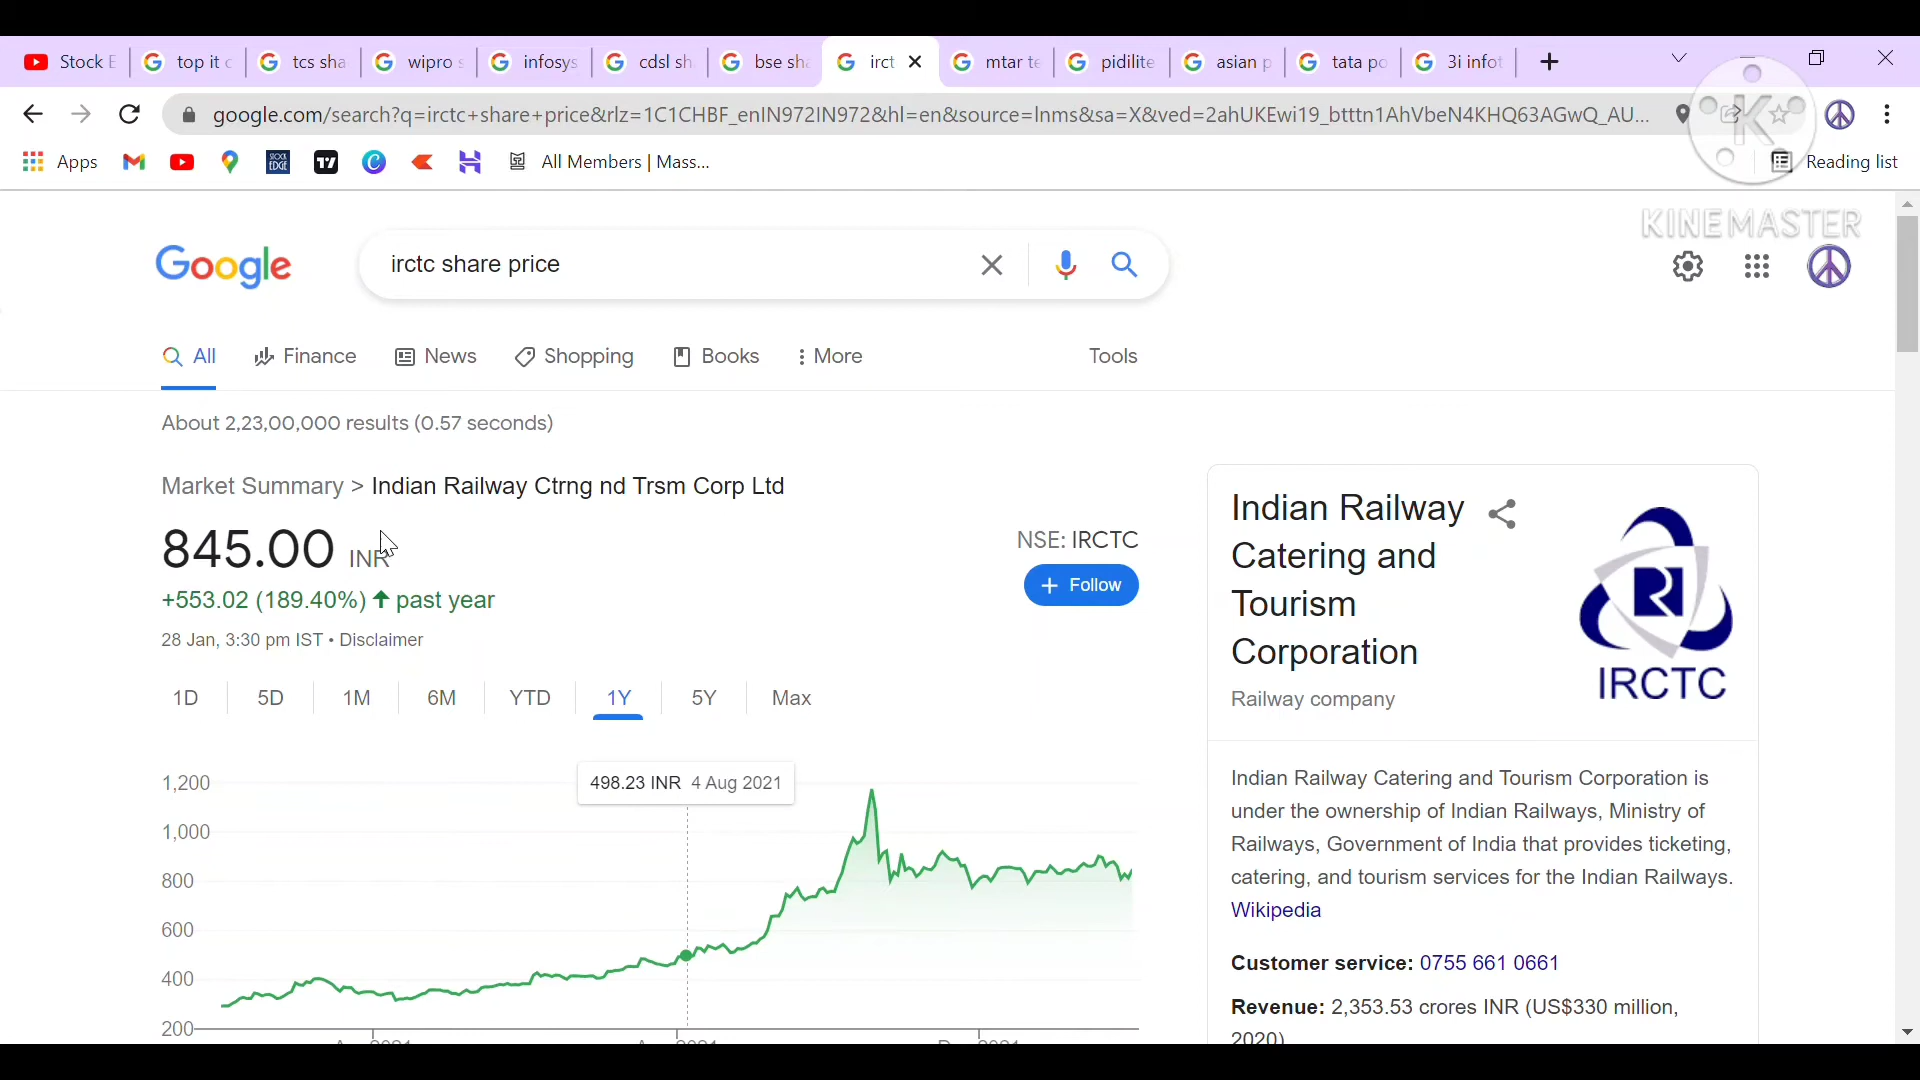 Stock E
top it c
tcs sha
wipro s
infosys
cdsl sh
bse sha
irct
mtar te
pidilite
asian p
tata po
3i infot
google.com/search?q=irctc+share+price&rlz=1C1CHBF_enIN972IN972&hl=en&source=lnms&sa=X&ved=2ahUKEwi19_btttn1AhVbeN4KHQ63AGwQ_AU...
K
Apps
STOCK EDGE
All Members | Mass...
Reading list
KINEMASTER
Google
irctc share price
All
Finance
News
Shopping
Books
More
Tools
About 2,23,00,000 results (0.57 seconds)
Market Summary > Indian Railway Ctrng nd Trsm Corp Ltd
845.00 INR
+553.02 (189.40%) ↑ past year
28 Jan, 3:30 pm IST • Disclaimer
NSE: IRCTC
+ Follow
1D
5D
1M
6M
YTD
1Y
5Y
Max
498.23 INR 4 Aug 2021
1,200
1,000
800
600
400
200
Indian Railway
Catering and
Tourism
Corporation
Railway company
IRCTC
Indian Railway Catering and Tourism Corporation is
under the ownership of Indian Railways, Ministry of
Railways, Government of India that provides ticketing,
catering, and tourism services for the Indian Railways.
Wikipedia
Customer service: 0755 661 0661
Revenue: 2,353.53 crores INR (US$330 million,
2020)